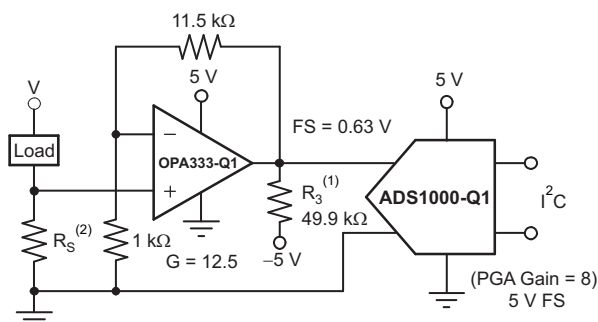 11.5 kΩ
V
5 V
5 V
FS = 0.63 V
Load
−
OPA333-Q1
+
R3(1)
49.9 kΩ
ADS1000-Q1
I2C
RS(2)
1 kΩ
G = 12.5
−5 V
(PGA Gain = 8)
5 V FS